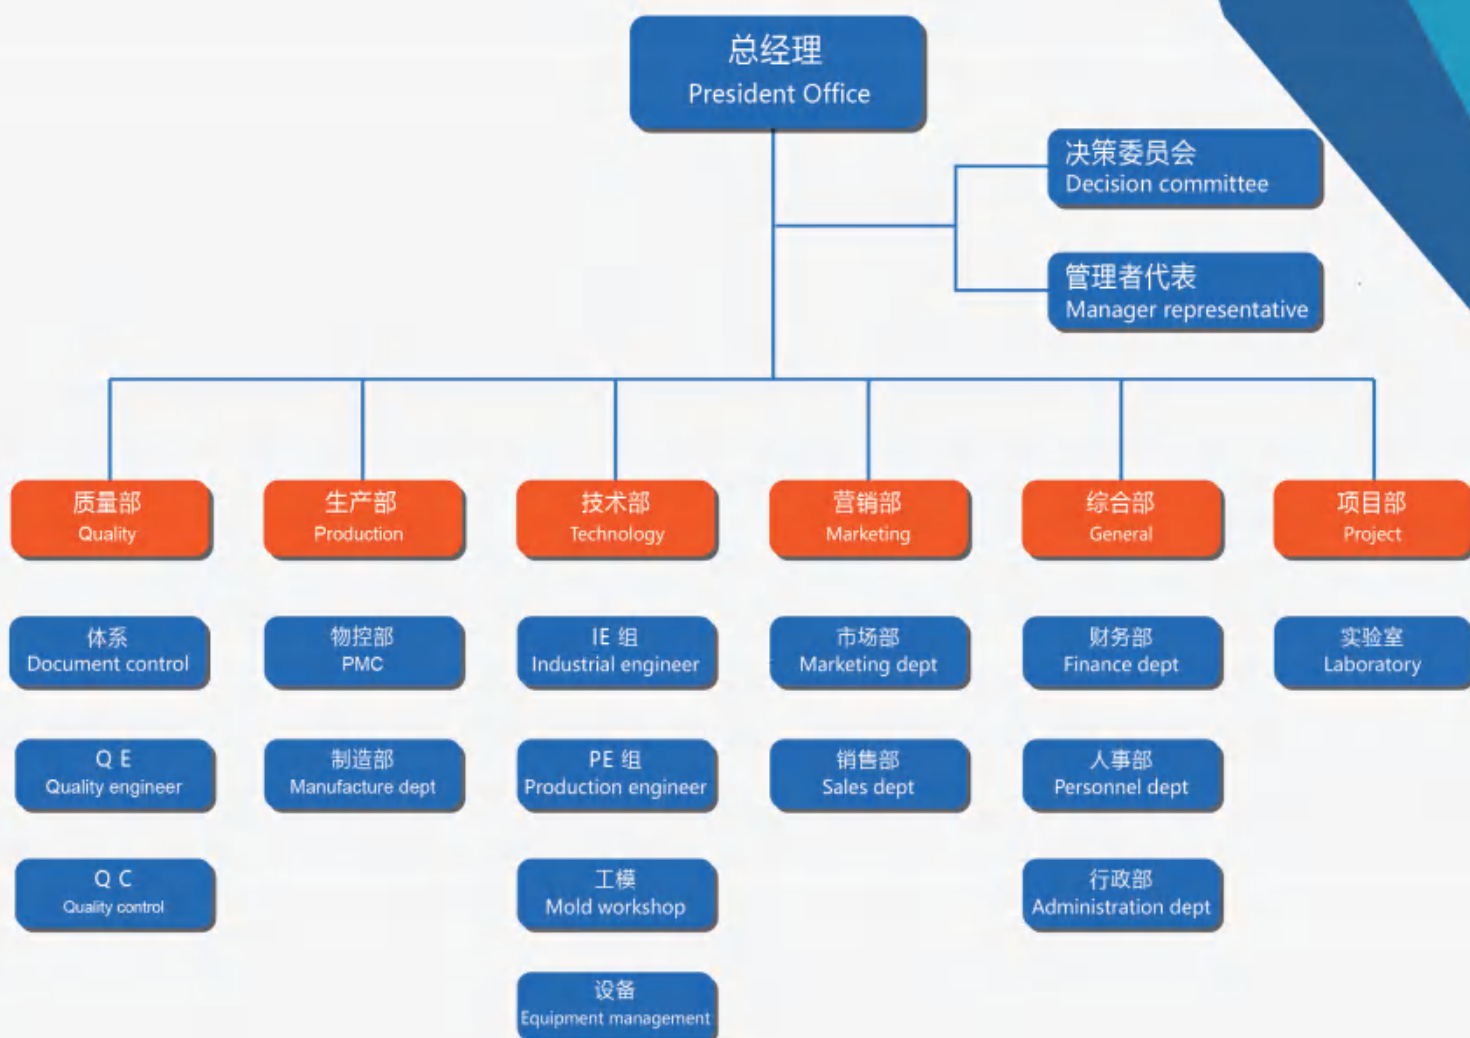 总经理
President Office
决策委员会
Decision committee
管理者代表
Manager representative
质量部
Quality
生产部
Production
技术部
Technology
营销部
Marketing
综合部
General
项目部
Project
体系
Document control
物控部
PMC
IE 组
Industrial engineer
市场部
Marketing dept
财务部
Finance dept
实验室
Laboratory
Q E
Quality engineer
制造部
Manufacture dept
PE 组
Production engineer
销售部
Sales dept
人事部
Personnel dept
Q C
Quality control
工模
Mold workshop
行政部
Administration dept
设备
Equipment management